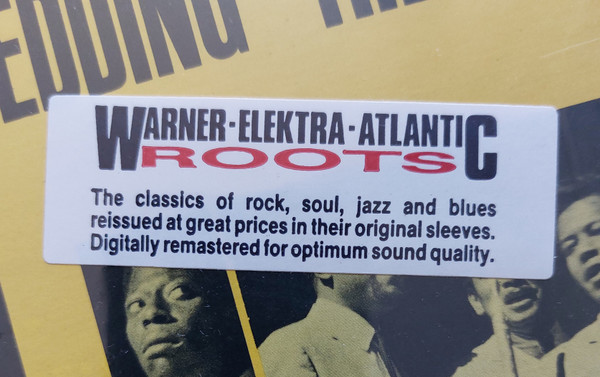 EDDING
WARNER-ELEKTRA-ATLANTIC
ROOTS
The classics of rock, soul, jazz and blues
reissued at great prices in their original sleeves.
Digitally remastered for optimum sound quality.